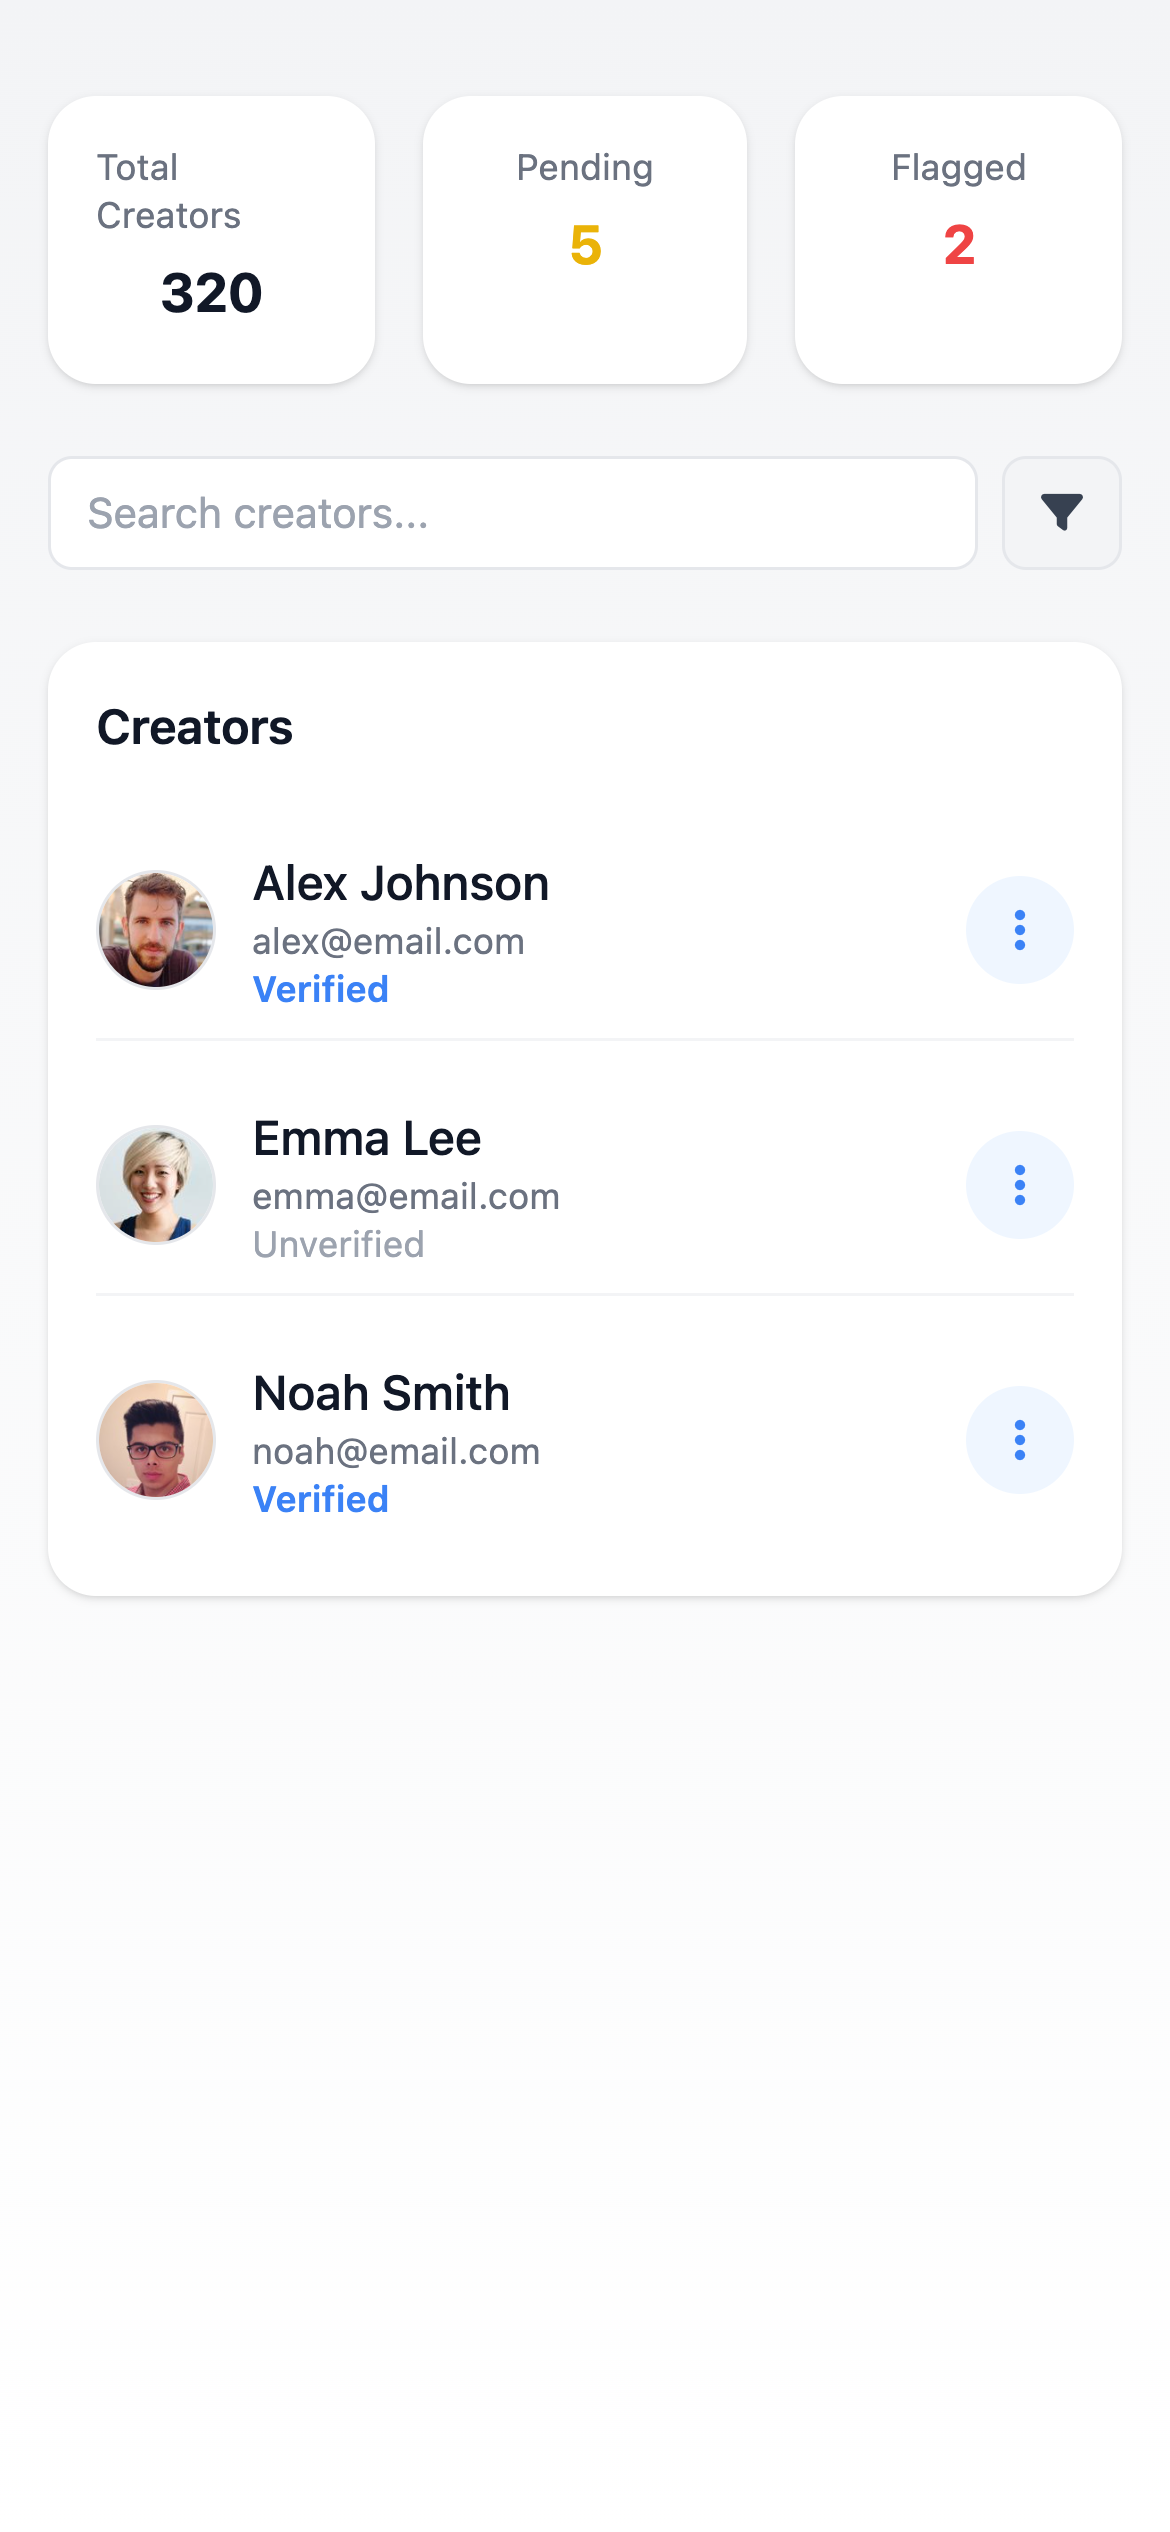 Total
Creators
320
Pending
5
Flagged
2
Search creators...
Creators
Alex Johnson
alex@email.com
Verified
Emma Lee
emma@email.com
Unverified
Noah Smith
noah@email.com
Verified